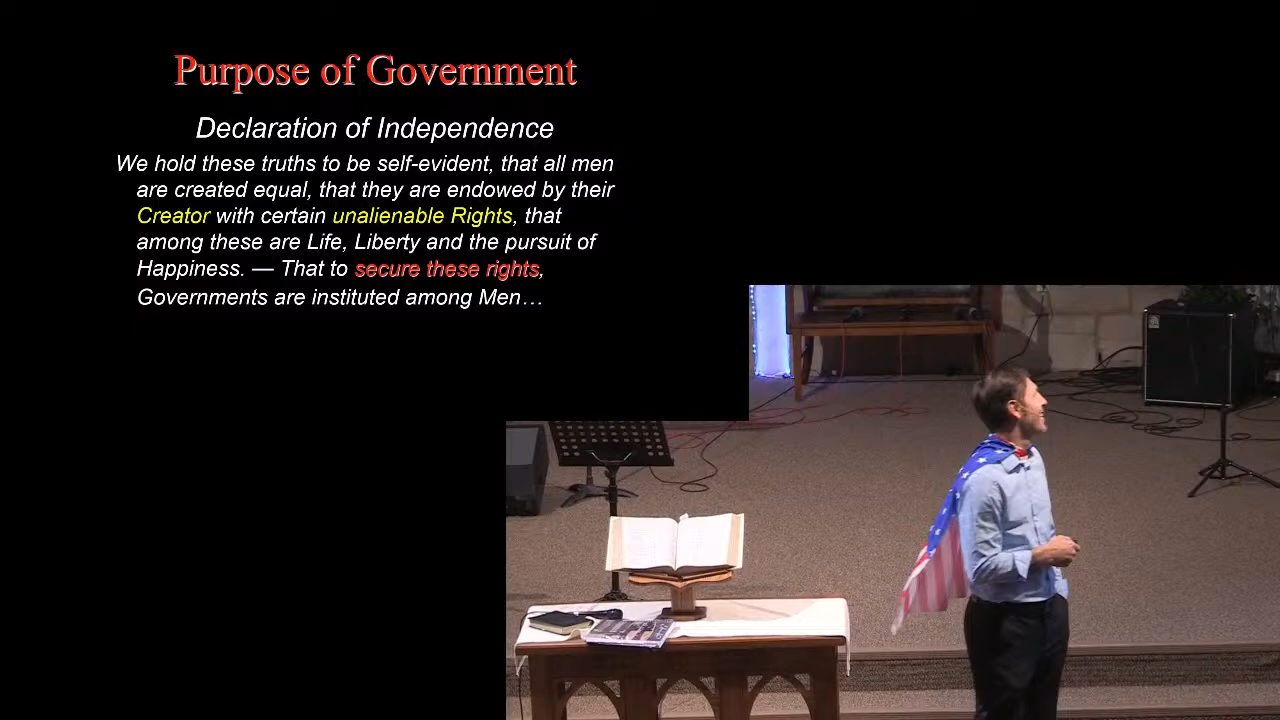 Purpose of Government
Declaration of Independence
We hold these truths to be self-evident, that all men
are created equal, that they are endowed by their
Creator with certain unalienable Rights, that
among these are Life, Liberty and the pursuit of
Happiness. — That to secure these rights,
Governments are instituted among Men…